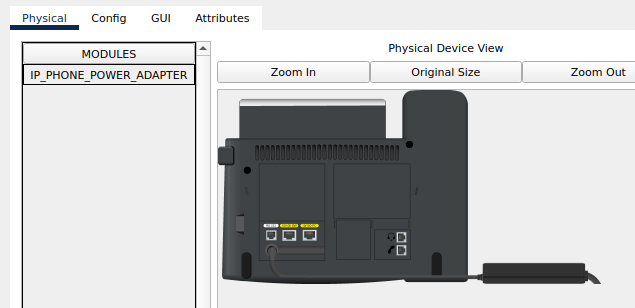 Physical Config GUI Attributes
MODULES
IP_PHONE_POWER_ADAPTER
Physical Device View
Zoom In Original Size Zoom Out